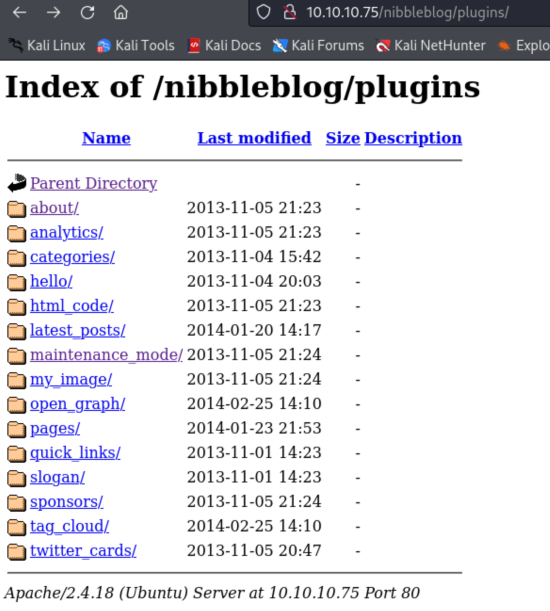 10.10.10.75/nibbleblog/plugins/
Kali Linux Kali Tools Kali Docs Kali Forums Kali NetHunter Explo
Index of /nibbleblog/plugins
Name Last modified Size Description
Parent Directory -
about/ 2013-11-05 21:23 -
analytics/ 2013-11-05 21:23 -
categories/ 2013-11-04 15:42 -
hello/ 2013-11-04 20:03 -
html_code/ 2013-11-05 21:23 -
latest_posts/ 2014-01-20 14:17 -
maintenance_mode/ 2013-11-05 21:24 -
my_image/ 2013-11-05 21:24 -
open_graph/ 2014-02-25 14:10 -
pages/ 2014-01-23 21:53 -
quick_links/ 2013-11-01 14:23 -
slogan/ 2013-11-01 14:23 -
sponsors/ 2013-11-05 21:24 -
tag_cloud/ 2014-02-25 14:10 -
twitter_cards/ 2013-11-05 20:47 -
Apache/2.4.18 (Ubuntu) Server at 10.10.10.75 Port 80